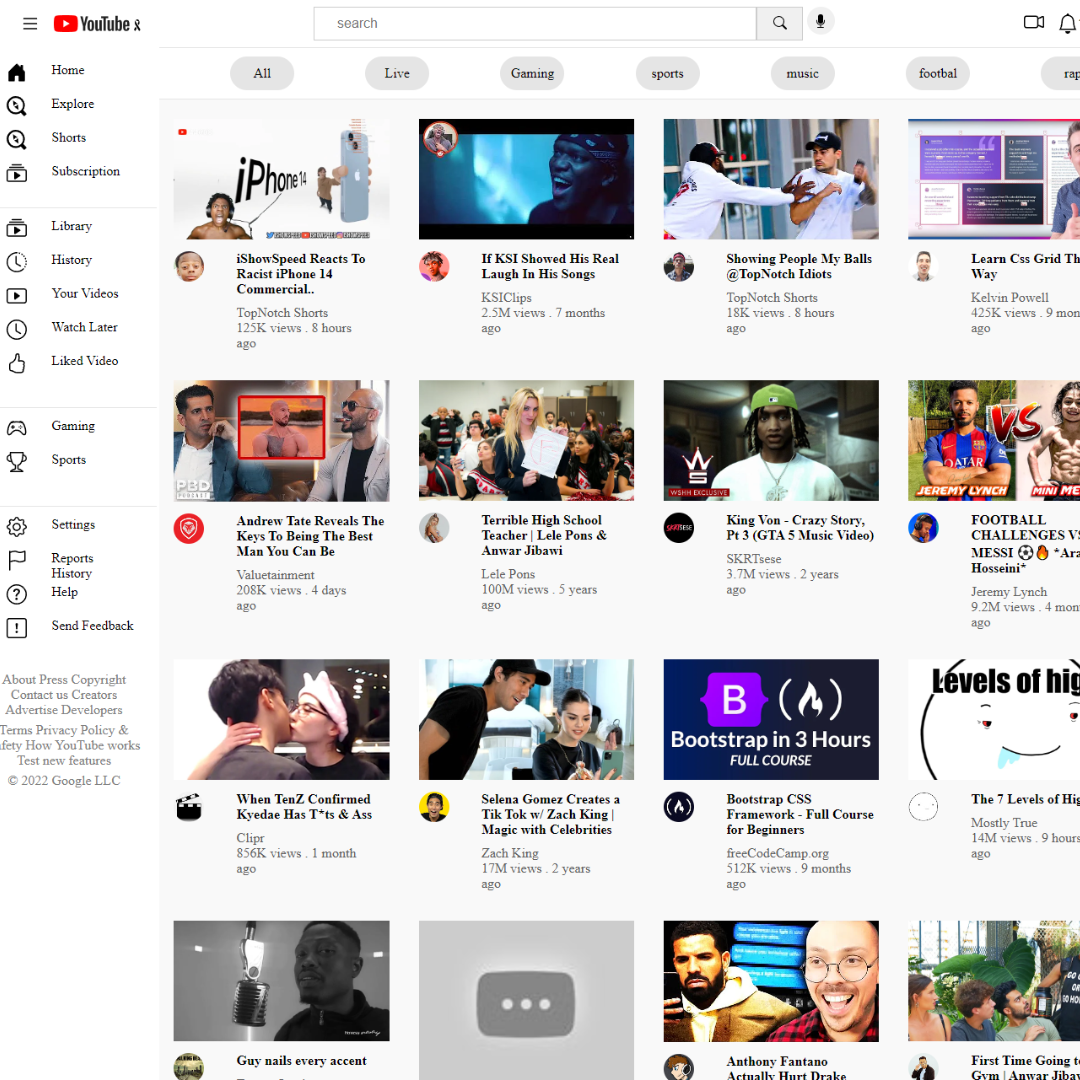 YouTube
search
All
Live
Gaming
sports
music
footbal
rap
Home
Explore
Shorts
Subscription
Library
History
Your Videos
Watch Later
Liked Video
Gaming
Sports
Settings
Reports
History
Help
Send Feedback
About Press Copyright
Contact us Creators
Advertise Developers
Terms Privacy Policy &
afety How YouTube works
Test new features
© 2022 Google LLC
iPhone 14
iShowSpeed Reacts To
Racist iPhone 14
Commercial..
TopNotch Shorts
125K views . 8 hours
ago
If KSI Showed His Real
Laugh In His Songs
KSIClips
2.5M views . 7 months
ago
Showing People My Balls
@TopNotch Idiots
TopNotch Shorts
18K views . 8 hours
ago
Learn Css Grid Th
Way
Kelvin Powell
425K views . 9 mon
ago
PBD
PODCAST
Andrew Tate Reveals The
Keys To Being The Best
Man You Can Be
Valuetainment
208K views . 4 days
ago
Terrible High School
Teacher | Lele Pons &
Anwar Jibawi
Lele Pons
100M views . 5 years
ago
WSHH EXCLUSIVE
King Von - Crazy Story,
Pt 3 (GTA 5 Music Video)
SKRTsese
3.7M views . 2 years
ago
QATAR
VS
JEREMY LYNCH
MINI ME
FOOTBALL
CHALLENGES VS
MESSI ⚽🔥 *Ara
Hosseini*
Jeremy Lynch
9.2M views . 4 mon
ago
When TenZ Confirmed
Kyedae Has T*ts & Ass
Clipr
856K views . 1 month
ago
Selena Gomez Creates a
Tik Tok w/ Zach King |
Magic with Celebrities
Zach King
17M views . 2 years
ago
B
Bootstrap in 3 Hours
FULL COURSE
Bootstrap CSS
Framework - Full Course
for Beginners
freeCodeCamp.org
512K views . 9 months
ago
Levels of hig
The 7 Levels of Hig
Mostly True
14M views . 9 hours
ago
Guy nails every accent
Anthony Fantano
Actually Hurt Drake
First Time Going to
Gym | Anwar Jibaw